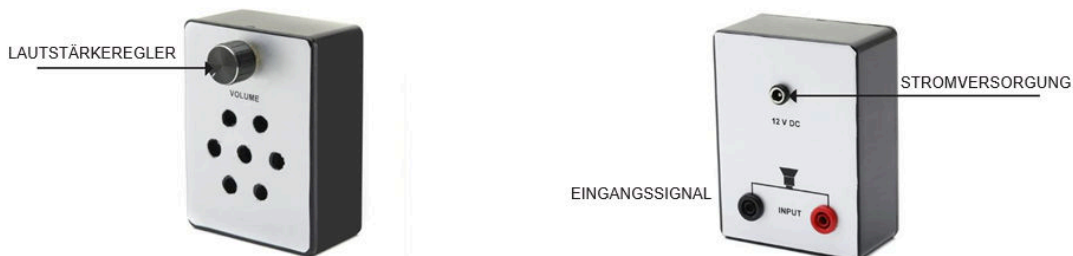 LAUTSTÄRKEREGLER
VOLUME
STROMVERSORGUNG
12 V DC
EINGANGSSIGNAL
INPUT